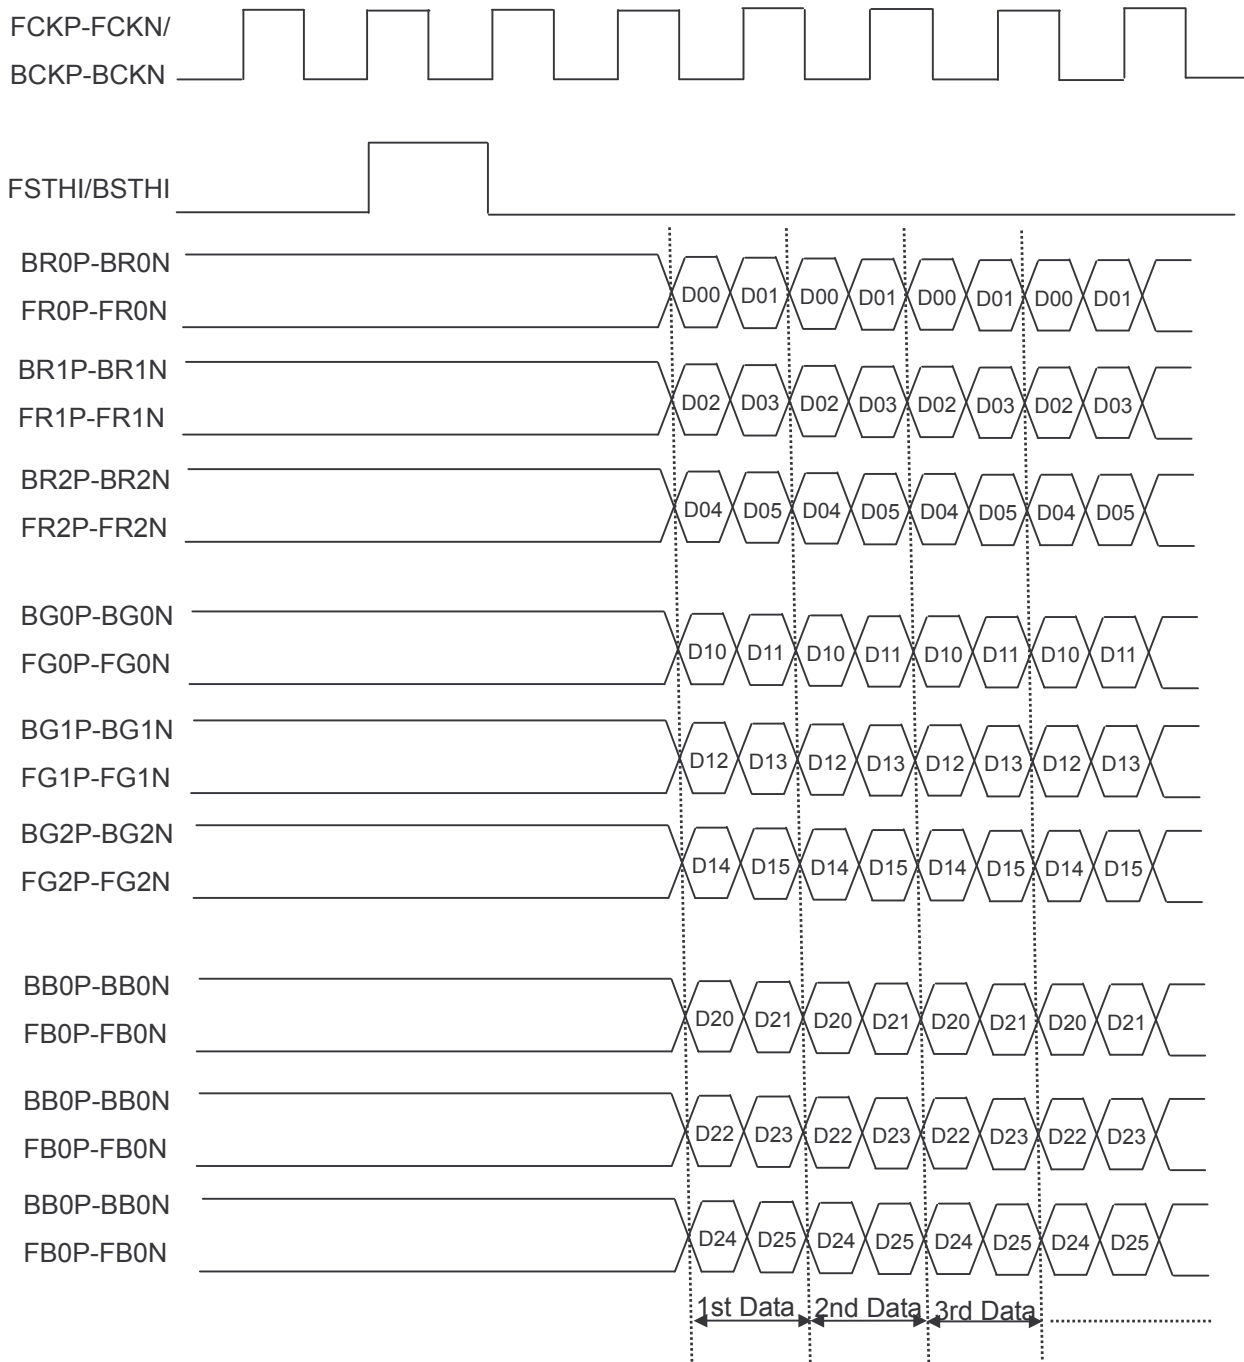 FCKP-FCKN/
BCKP-BCKN
FSTHI/BSTHI
BR0P-BR0N
FR0P-FR0N
D00 D01 D00 D01 D00 D01 D00 D01
BR1P-BR1N
FR1P-FR1N
D02 D03 D02 D03 D02 D03 D02 D03
BR2P-BR2N
FR2P-FR2N
D04 D05 D04 D05 D04 D05 D04 D05
BG0P-BG0N
FG0P-FG0N
D10 D11 D10 D11 D10 D11 D10 D11
BG1P-BG1N
FG1P-FG1N
D12 D13 D12 D13 D12 D13 D12 D13
BG2P-BG2N
FG2P-FG2N
D14 D15 D14 D15 D14 D15 D14 D15
BB0P-BB0N
FB0P-FB0N
D20 D21 D20 D21 D20 D21 D20 D21
BB0P-BB0N
FB0P-FB0N
D22 D23 D22 D23 D22 D23 D22 D23
BB0P-BB0N
FB0P-FB0N
D24 D25 D24 D25 D24 D25 D24 D25
1st Data 2nd Data 3rd Data